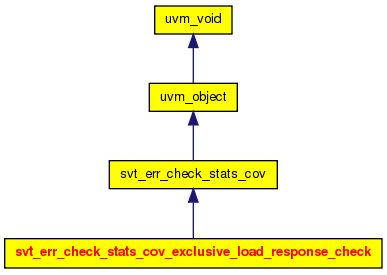 uvm_void
uvm_object
svt_err_check_stats_cov
svt_err_check_stats_cov_exclusive_load_response_check